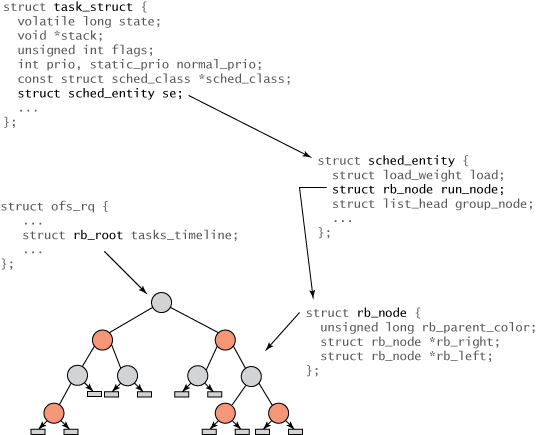 struct task_struct {
volatile long state;
void *stack;
unsigned int flags;
int prio, static_prio normal_prio;
const struct sched_class *sched_class;
struct sched_entity se;
...
};
struct sched_entity {
struct load_weight load;
struct rb_node run_node;
struct list_head group_node;
...
};
struct ofs_rq {
...
struct rb_root tasks_timeline;
...
};
struct rb_node {
unsigned long rb_parent_color;
struct rb_node *rb_right;
struct rb_node *rb_left;
};